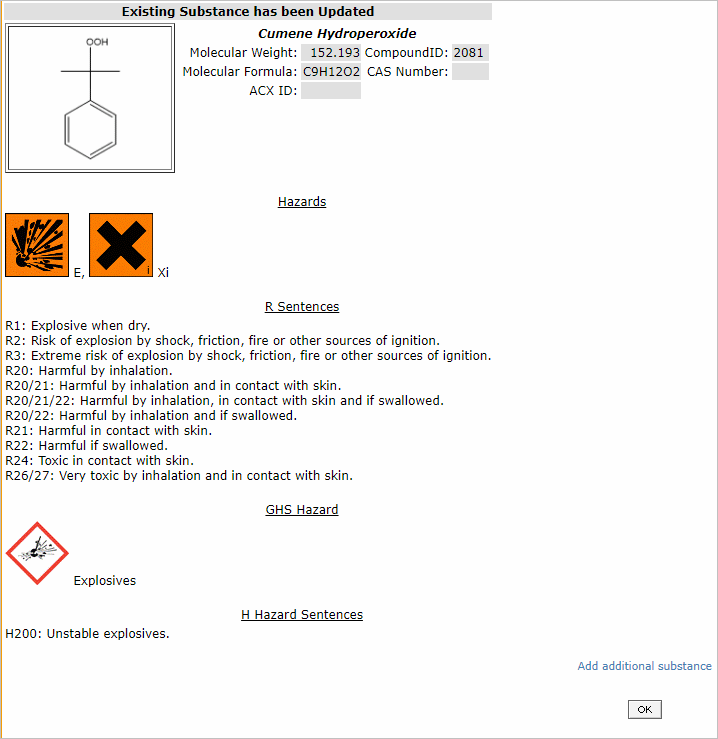 Existing Substance has been Updated
OOH
Cumene Hydroperoxide
Molecular Weight: 152.193 CompoundID: 2081
Molecular Formula: C9H12O2 CAS Number:
ACX ID:
Hazards
i
E, Xi
R Sentences
R1: Explosive when dry.
R2: Risk of explosion by shock, friction, fire or other sources of ignition.
R3: Extreme risk of explosion by shock, friction, fire or other sources of ignition.
R20: Harmful by inhalation.
R20/21: Harmful by inhalation and in contact with skin.
R20/21/22: Harmful by inhalation, in contact with skin and if swallowed.
R20/22: Harmful by inhalation and if swallowed.
R21: Harmful in contact with skin.
R22: Harmful if swallowed.
R24: Toxic in contact with skin.
R26/27: Very toxic by inhalation and in contact with skin.
GHS Hazard
Explosives
H Hazard Sentences
H200: Unstable explosives.
Add additional substance
OK